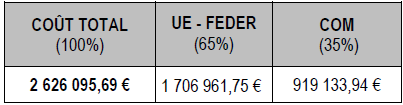 COÛT TOTAL
(100%)
UE - FEDER
(65%)
COM
(35%)
2 626 095,69 €
1 706 961,75 €
919 133,94 €